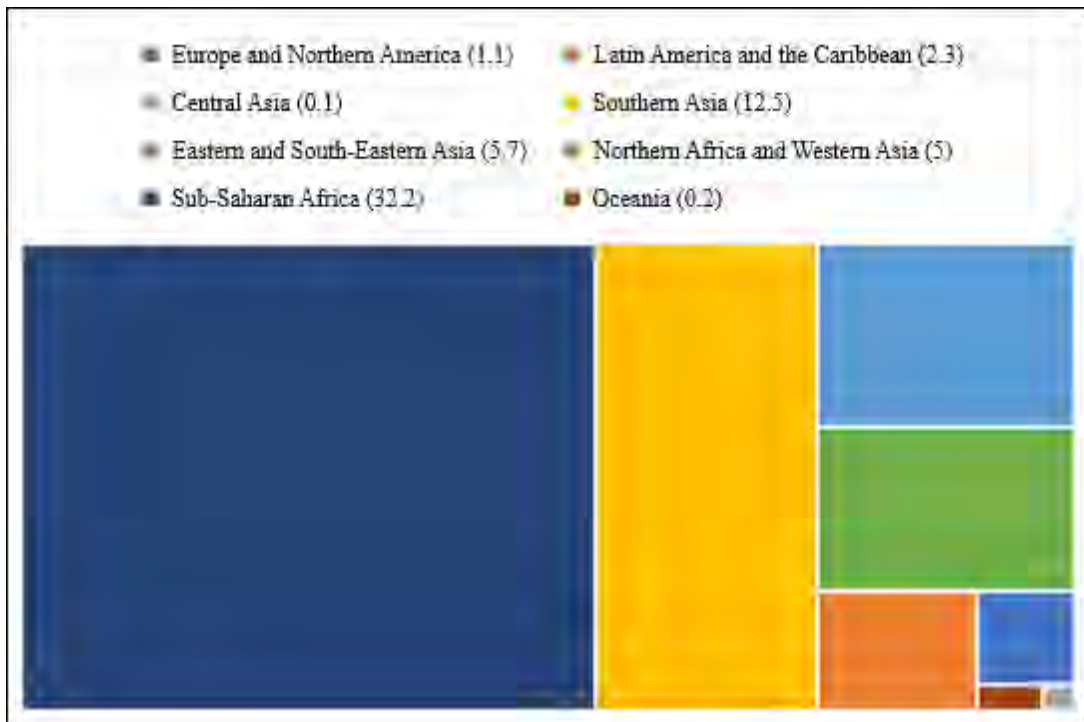 Europe and Northern America (1.1) Latin America and the Caribbean (2.3)
Central Asia (0.1) Southern Asia (12.5)
Eastern and South-Eastern Asia (5.7) Northern Africa and Western Asia (5)
Sub-Saharan Africa (32.2) Oceania (0.2)